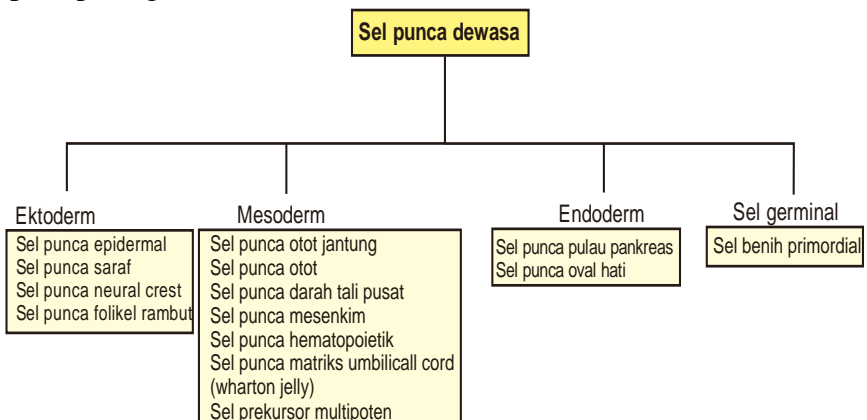 Sel punca dewasa
Ektoderm
Sel punca epidermal
Sel punca saraf
Sel punca neural crest
Sel punca folikel rambut
Mesoderm
Sel punca otot jantung
Sel punca otot
Sel punca darah tali pusat
Sel punca mesenkim
Sel punca hematopoietik
Sel punca matriks umbilicall cord
(wharton jelly)
Sel prekursor multipoten
Endoderm
Sel punca pulau pankreas
Sel punca oval hati
Sel germinal
Sel benih primordial